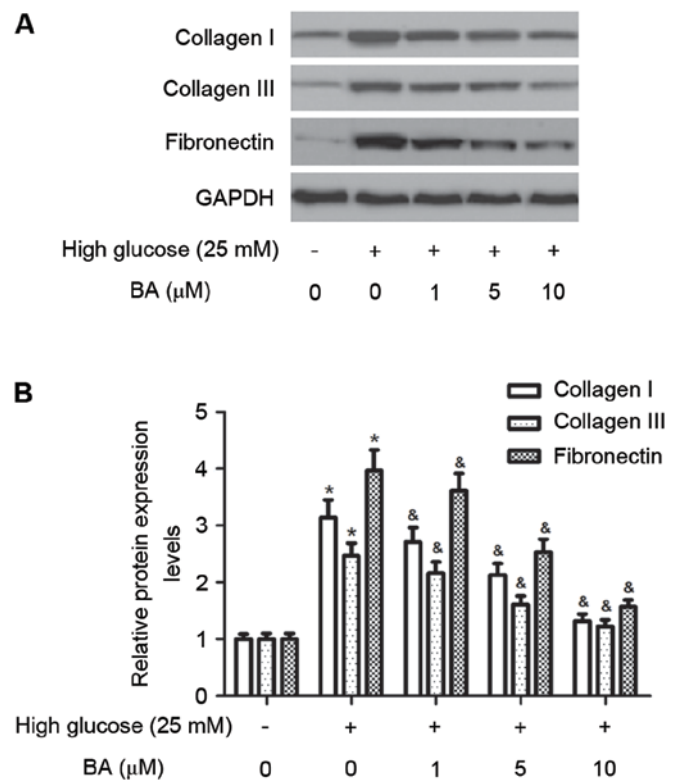 A
Collagen I
Collagen III
Fibronectin
GAPDH
High glucose (25 mM) - + + + +
BA (μM) 0 0 1 5 10
B
Collagen I
Collagen III
Fibronectin
Relative protein expression
levels
5
4
3
2
1
0
* * *
& & &
& & &
& & &
High glucose (25 mM) - + + + +
BA (μM) 0 0 1 5 10